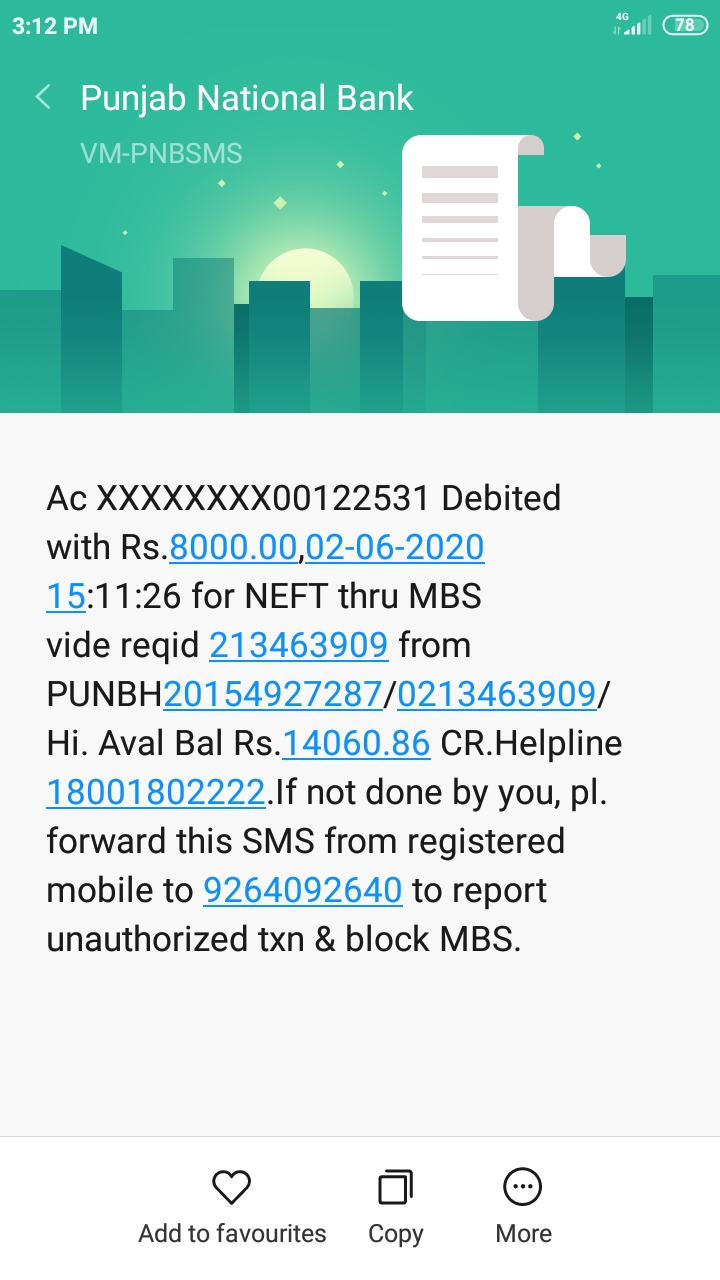 3:12 PM
4G
78
Punjab National Bank
VM-PNBSMS
Ac XXXXXXXX00122531 Debited
with Rs.8000.00,02-06-2020
15:11:26 for NEFT thru MBS
vide reqid 213463909 from
PUNBH20154927287/0213463909/
Hi. Aval Bal Rs.14060.86 CR.Helpline
18001802222.If not done by you, pl.
forward this SMS from registered
mobile to 9264092640 to report
unauthorized txn & block MBS.
Add to favourites
Copy
More